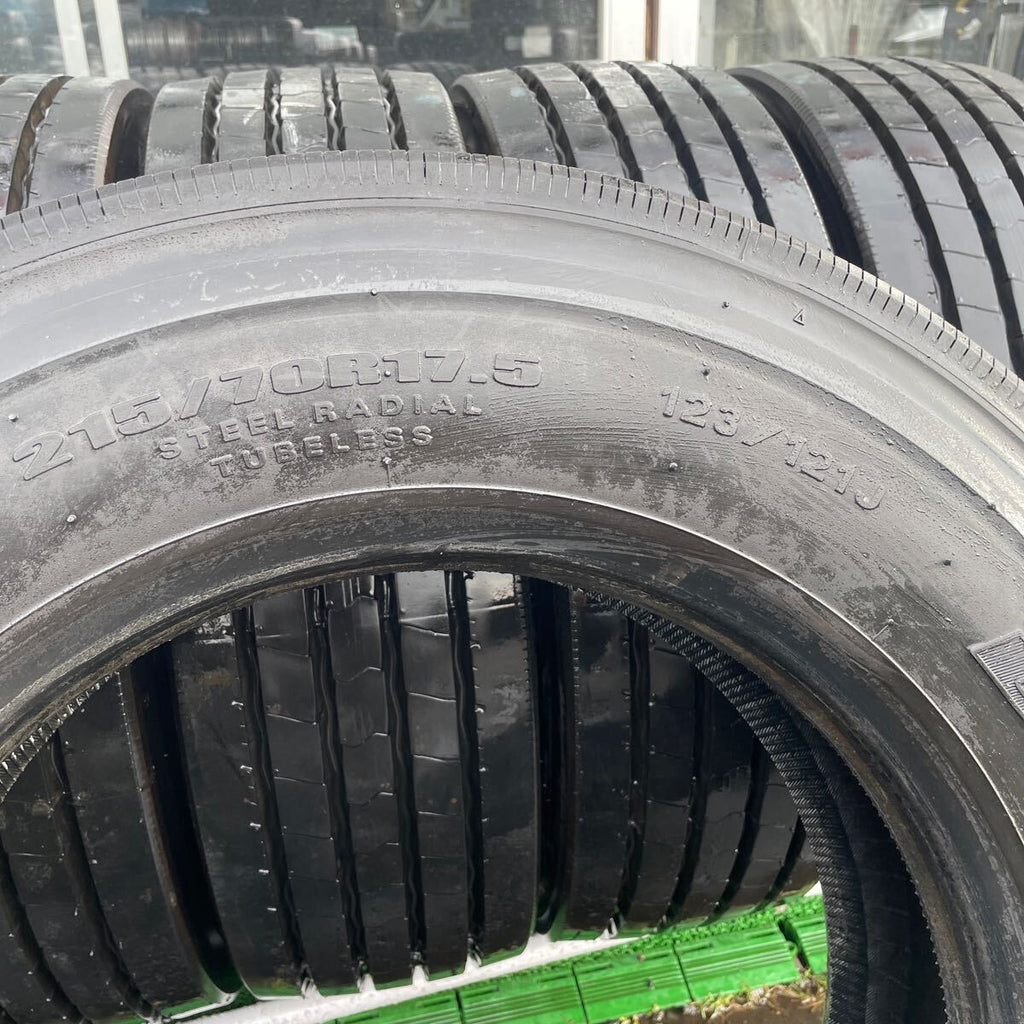 215/70R17.5
STEEL RADIAL
TUBELESS
123/121J